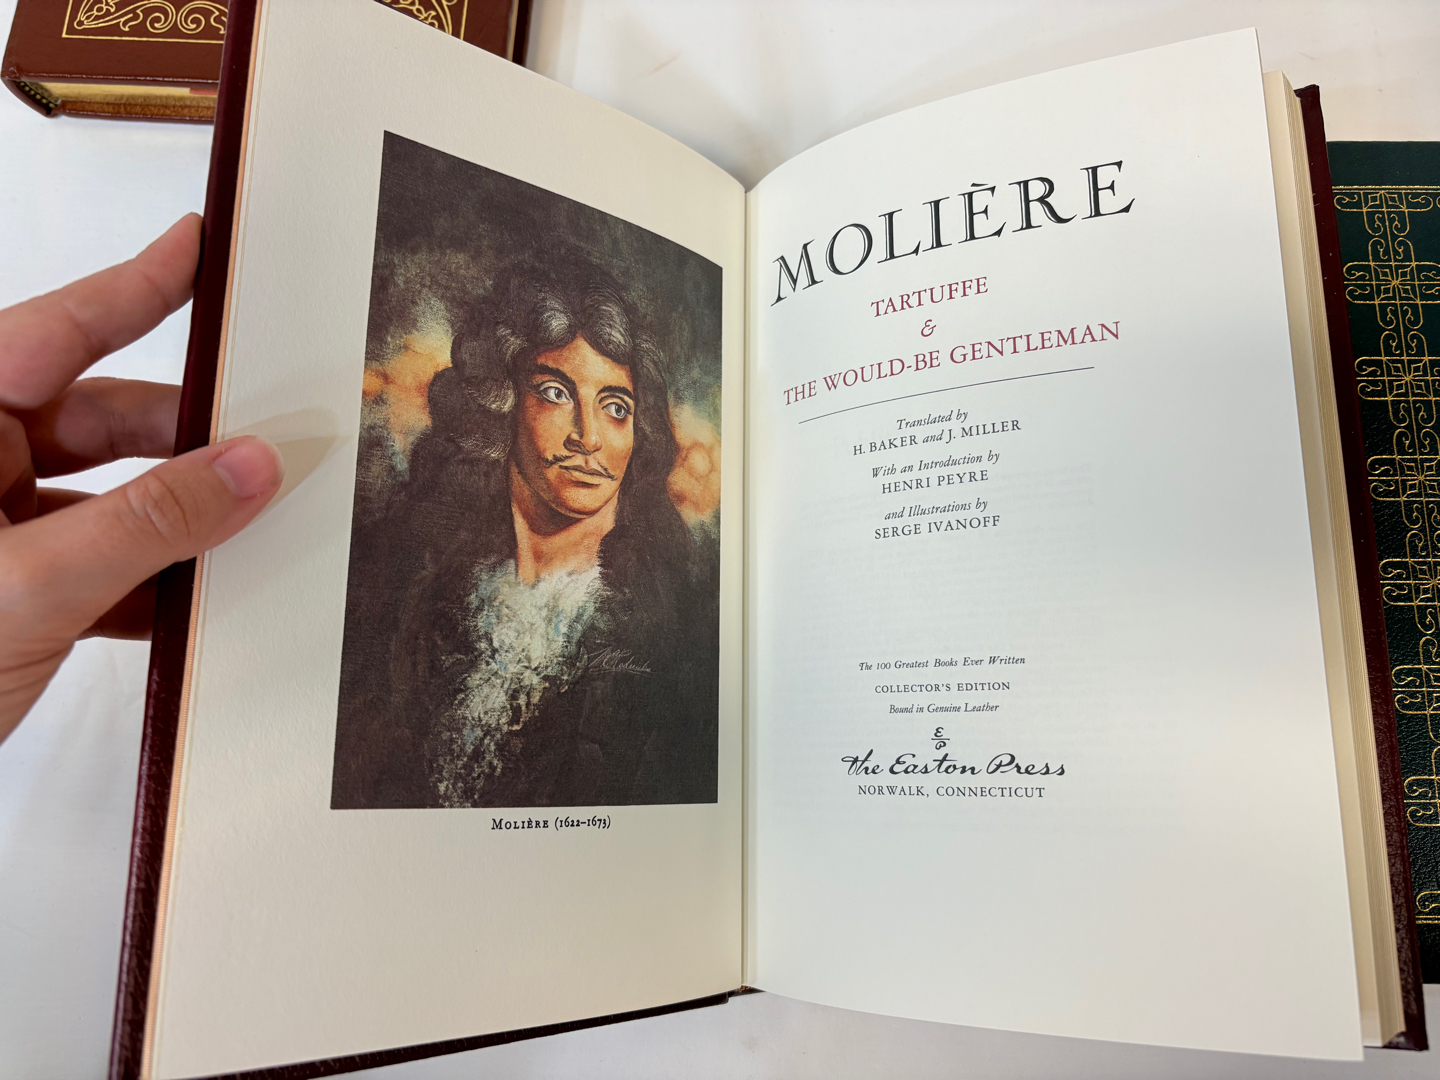 MOLIÈRE (1622–1673)
MOLIÈRE
TARTUFFE
&
THE WOULD-BE GENTLEMAN
Translated by
H. BAKER and J. MILLER
With an Introduction by
HENRI PEYRE
and Illustrations by
SERGE IVANOFF
The 100 Greatest Books Ever Written
COLLECTOR'S EDITION
Bound in Genuine Leather
E
P
The Easton Press
NORWALK, CONNECTICUT